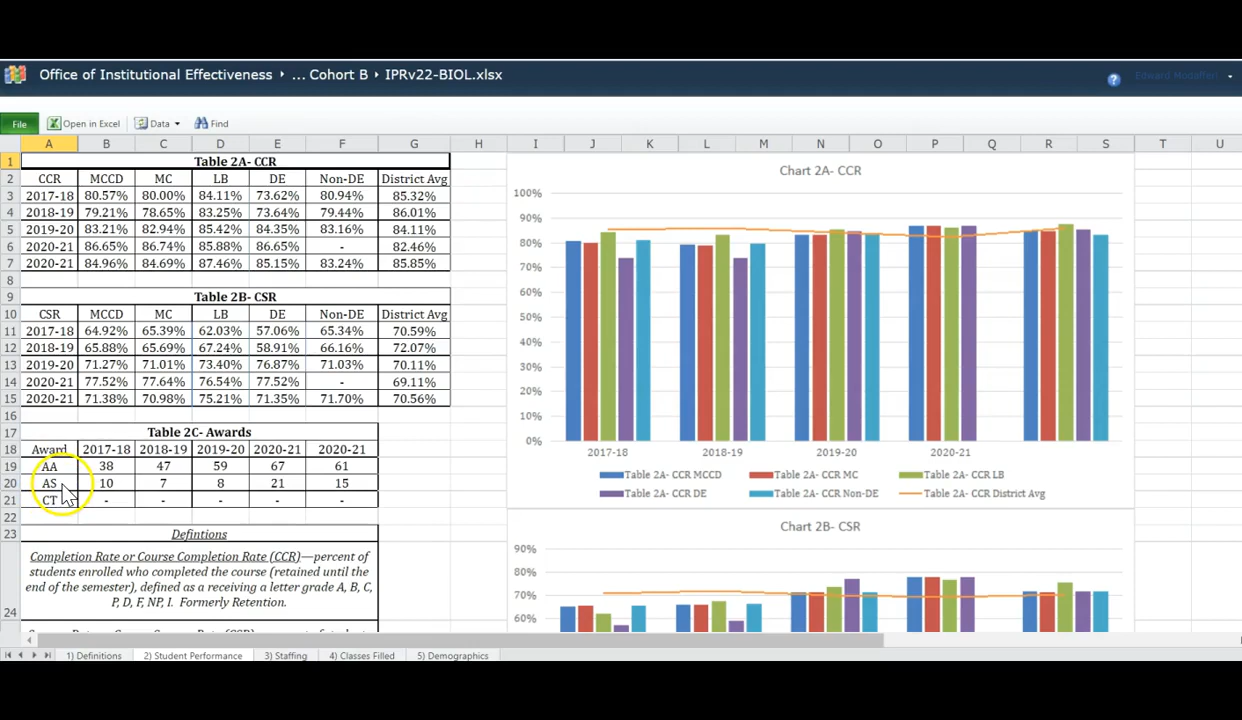 Office of Institutional Effectiveness ▸ ... Cohort B ▸ IPRv22-BIOL.xlsx
Edward Modafferi
File Open in Excel Data Find
A B C D E F G H I J K L M N O P Q R S T U
1 Table 2A- CCR
2 CCR MCCD MC LB DE Non-DE District Avg
3 2017-18 80.57% 80.00% 84.11% 73.62% 80.94% 85.32%
4 2018-19 79.21% 78.65% 83.25% 73.64% 79.44% 86.01%
5 2019-20 83.21% 82.94% 85.42% 84.35% 83.16% 84.11%
6 2020-21 86.65% 86.74% 85.88% 86.65% - 82.46%
7 2020-21 84.96% 84.69% 87.46% 85.15% 83.24% 85.85%
8
9 Table 2B- CSR
10 CSR MCCD MC LB DE Non-DE District Avg
11 2017-18 64.92% 65.39% 62.03% 57.06% 65.34% 70.59%
12 2018-19 65.88% 65.69% 67.24% 58.91% 66.16% 72.07%
13 2019-20 71.27% 71.01% 73.40% 76.87% 71.03% 70.11%
14 2020-21 77.52% 77.64% 76.54% 77.52% - 69.11%
15 2020-21 71.38% 70.98% 75.21% 71.35% 71.70% 70.56%
16
17 Table 2C- Awards
18 Award 2017-18 2018-19 2019-20 2020-21 2020-21
19 AA 38 47 59 67 61
20 AS 10 7 8 21 15
21 CT - - - - -
22
23 Defintions
Completion Rate or Course Completion Rate (CCR)—percent of
students enrolled who completed the course (retained until the
end of the semester), defined as a receiving a letter grade A, B, C,
24 P, D, F, NP, I. Formerly Retention.
Chart 2A- CCR
100%
90%
80%
70%
60%
50%
40%
30%
20%
10%
0%
2017-18 2018-19 2019-20 2020-21
Table 2A- CCR MCCD Table 2A- CCR MC Table 2A- CCR LB
Table 2A- CCR DE Table 2A- CCR Non-DE Table 2A- CCR District Avg
Chart 2B- CSR
90%
80%
70%
60%
1) Definitions 2) Student Performance 3) Staffing 4) Classes Filled 5) Demographics